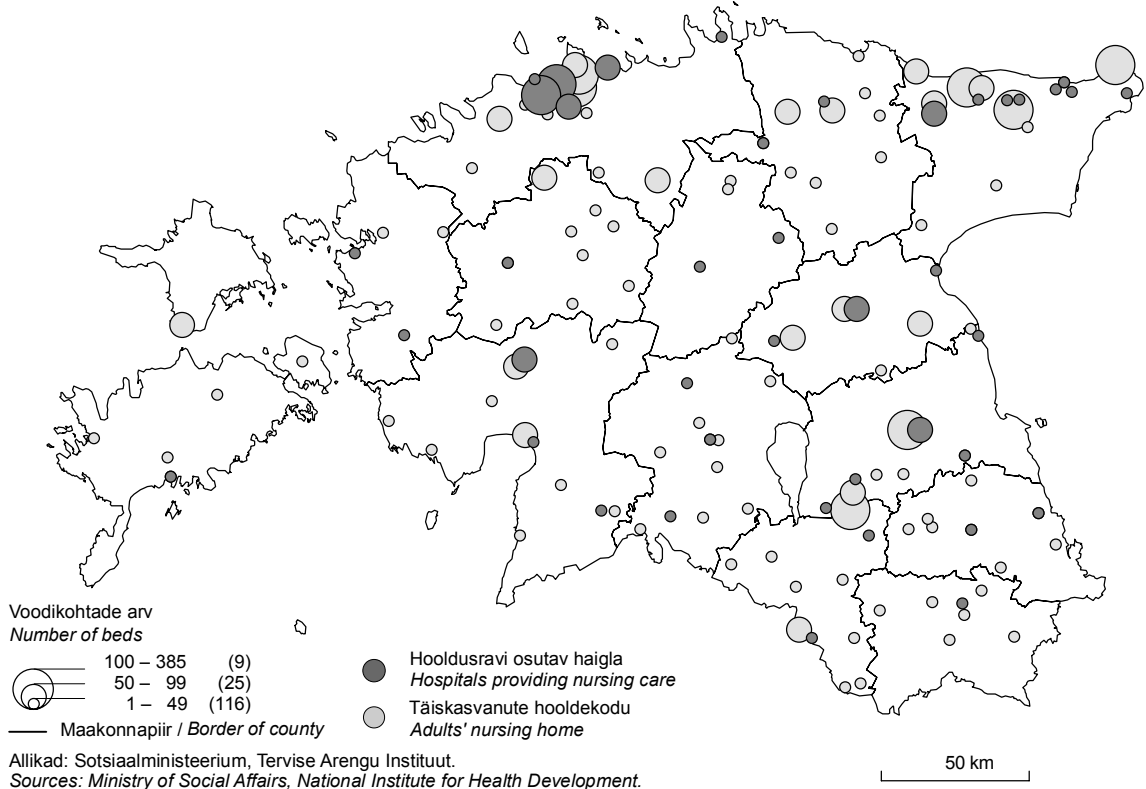 Voodikohtade arv
Number of beds
100 – 385 (9)
50 – 99 (25)
1 – 49 (116)
Maakonnapiir / Border of county
Hooldusravi osutav haigla
Hospitals providing nursing care
Täiskasvanute hooldekodu
Adults' nursing home
Allikad: Sotsiaalministeerium, Tervise Arengu Instituut.
Sources: Ministry of Social Affairs, National Institute for Health Development.
50 km